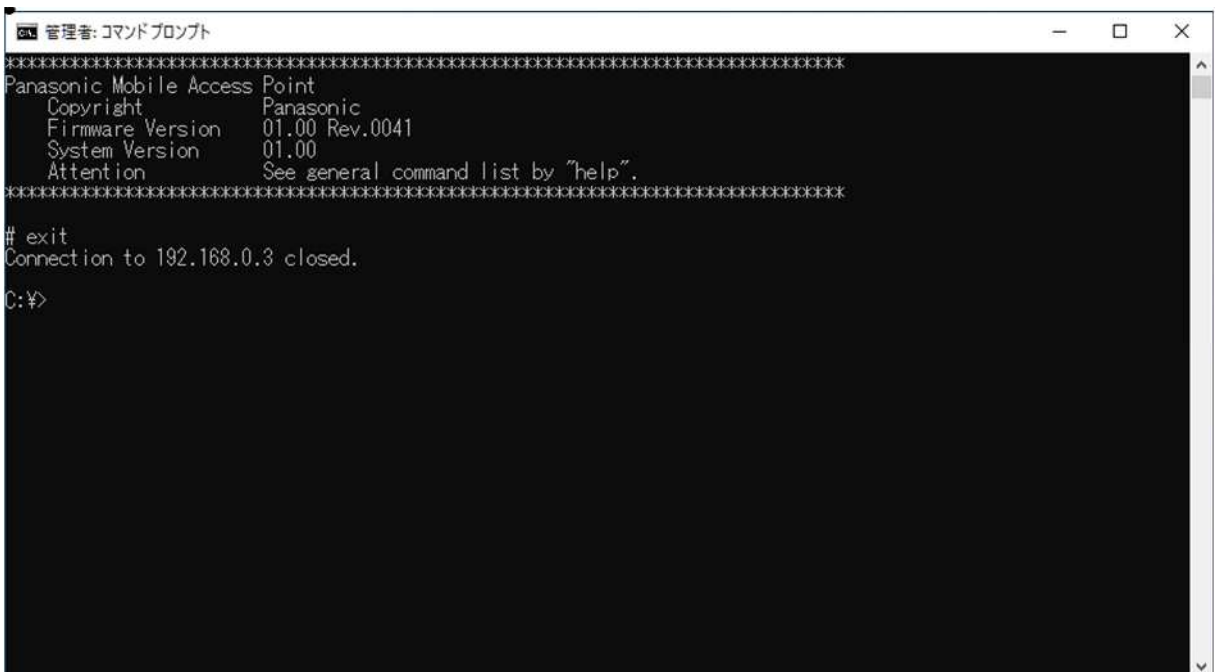 管理者: コマンド プロンプト
********************************************************************************
Panasonic Mobile Access Point
Copyright Panasonic
Firmware Version 01.00 Rev.0041
System Version 01.00
Attention See general command list by "help".
********************************************************************************
# exit
Connection to 192.168.0.3 closed.
C:¥>